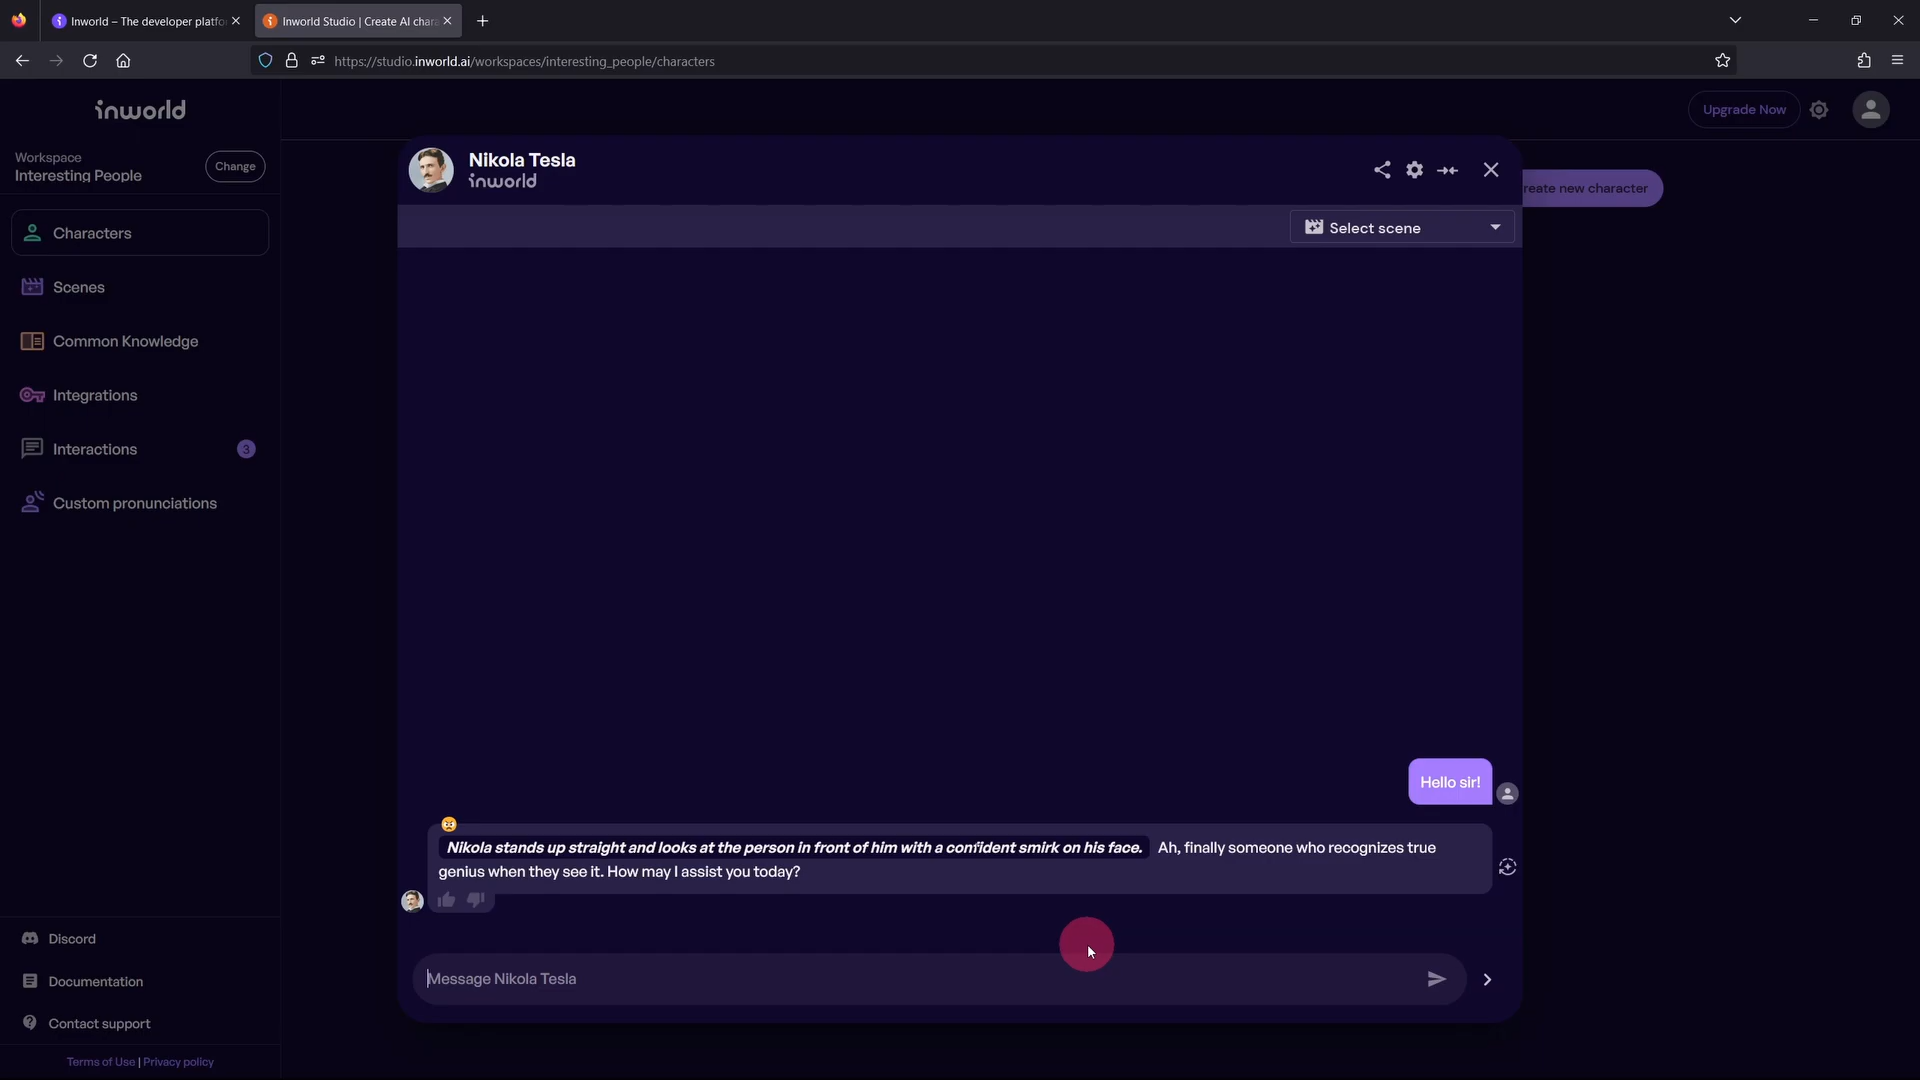 Inworld – The developer platfo
Inworld Studio | Create AI chara
https://studio.inworld.ai/workspaces/interesting_people/characters
inworld
Upgrade Now
Workspace
Interesting People
Change
Nikola Tesla
inworld
reate new character
Select scene
Characters
Scenes
Common Knowledge
Integrations
Interactions
3
Custom pronunciations
Hello sir!
Nikola stands up straight and looks at the person in front of him with a confident smirk on his face. Ah, finally someone who recognizes true
genius when they see it. How may I assist you today?
Message Nikola Tesla
Discord
Documentation
Contact support
Terms of Use | Privacy policy